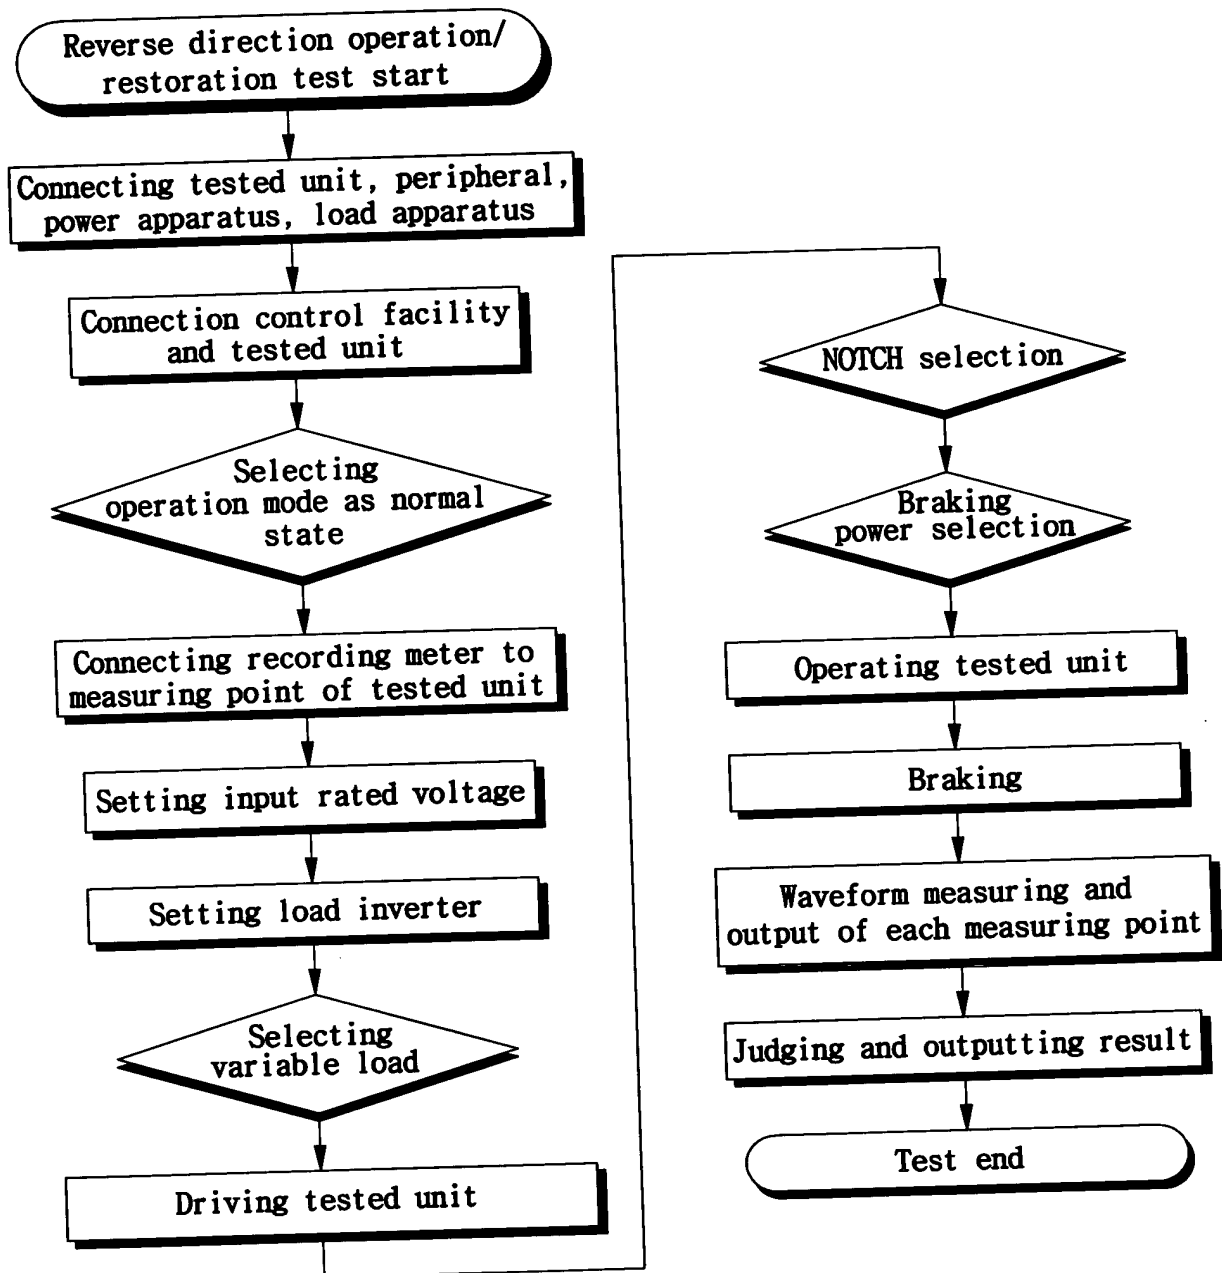 Reverse direction operation/
restoration test start
Connecting tested unit, peripheral,
power apparatus, load apparatus
Connection control facility
and tested unit
Selecting
operation mode as normal
state
Connecting recording meter to
measuring point of tested unit
Setting input rated voltage
Setting load inverter
Selecting
variable load
Driving tested unit
NOTCH selection
Braking
power selection
Operating tested unit
Braking
Waveform measuring and
output of each measuring point
Judging and outputting result
Test end